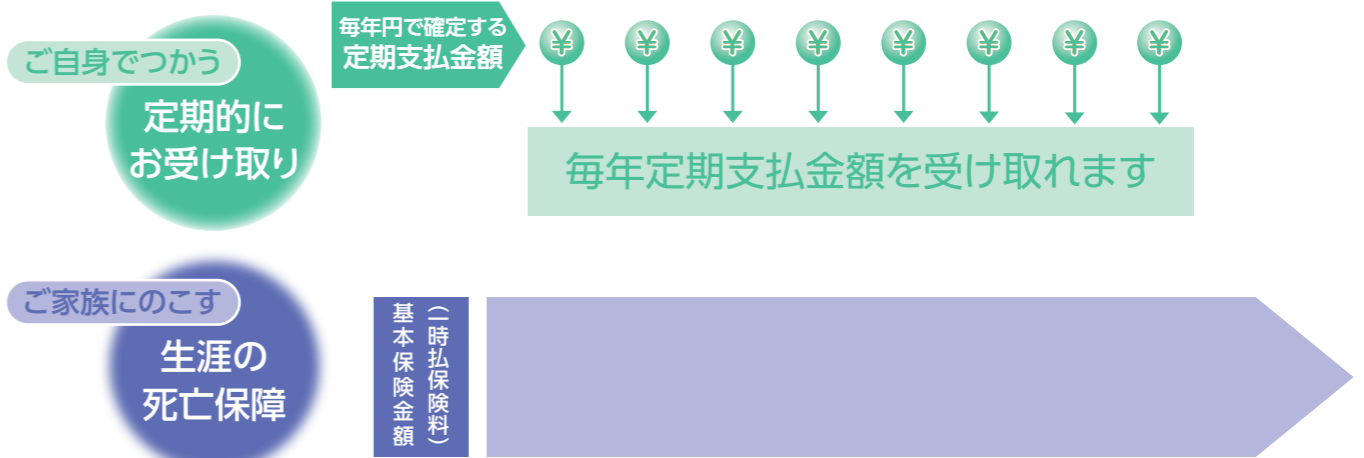 毎年円で確定する
定期支払金額
¥ ¥ ¥ ¥ ¥ ¥ ¥ ¥
ご自身でつかう
定期的に
お受け取り
毎年定期支払金額を受け取れます
ご家族にのこす
生涯の
死亡保障
(一時払保険料)
基本保険金額